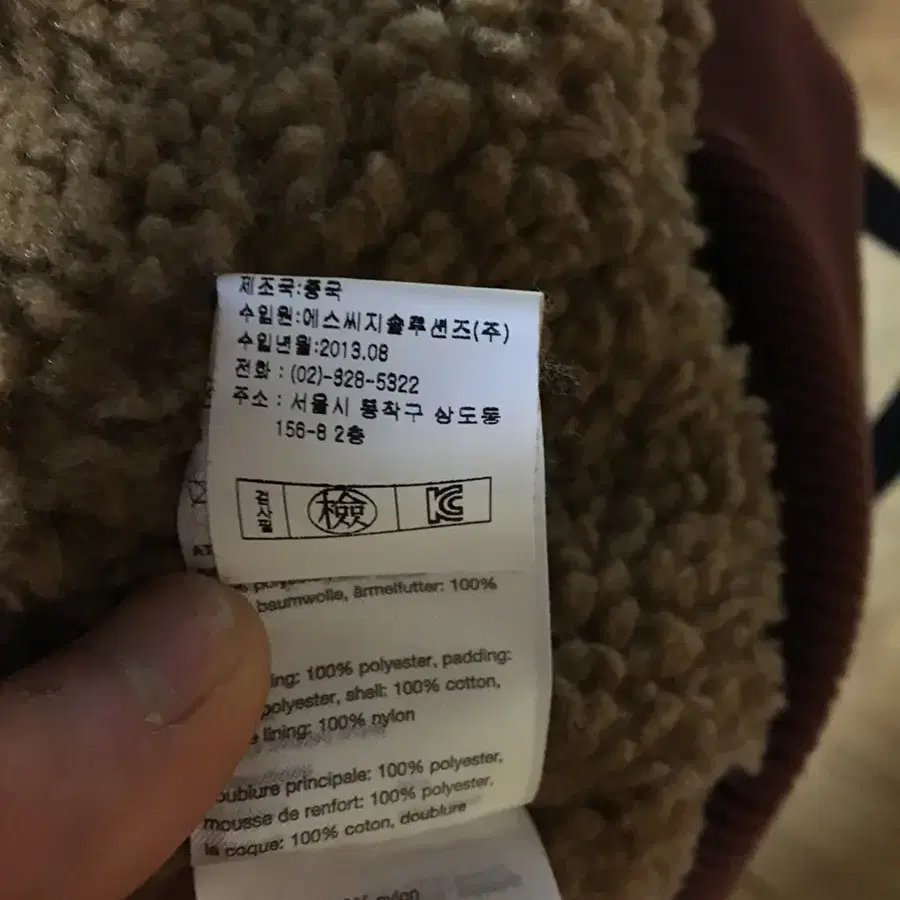 제조국:중국
수입원:에스씨지솔루션즈(주)
수입년월:2013.08
전화 : (02)-928-5322
주소 : 서울시 동작구 상도동
156-8 2층
검사필 檢 KC
baumwolle, ärmelfutter: 100%
100% polyester, padding:
polyester, shell: 100% cotton,
lining: 100% nylon
doublure principale: 100% polyester,
mousse de renfort: 100% polyester,
la coque: 100% coton, doublure
nylon